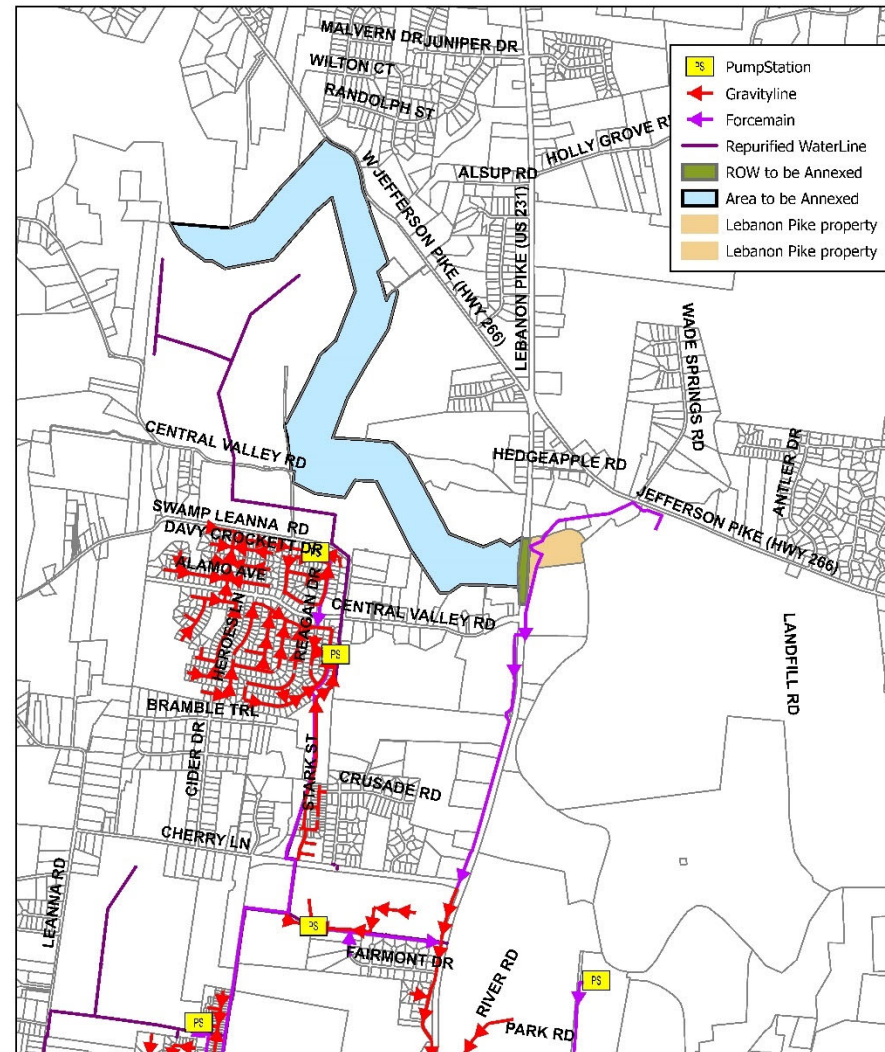 MALVERN DR
JUNIPER DR
WILTON CT
RANDOLPH ST
HOLLY GROVE RD
ALSUP RD
W JEFFERSON PIKE (HWY 266)
LEBANON PIKE (US 231)
PS PumpStation
Gravityline
Forcemain
Repurified WaterLine
ROW to be Annexed
Area to be Annexed
Lebanon Pike property
Lebanon Pike property
WADE SPRINGS RD
ANTLER DR
CENTRAL VALLEY RD
HEDGEAPPLE RD
JEFFERSON PIKE (HWY 266)
SWAMP LEANNA RD
DAVY CROCKETT DR
ALAMO AVE
HEROES LN
REAGAN DR
CENTRAL VALLEY RD
PS
LANDFILL RD
BRAMBLE TRL
CIDER DR
STARK ST
CRUSADE RD
CHERRY LN
LEANNA RD
PS
FAIRMONT DR
RIVER RD
PS
PARK RD
PS